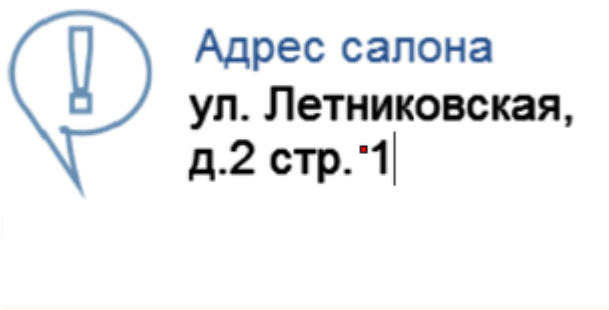 Адрес салона
ул. Летниковская,
д.2 стр. 1